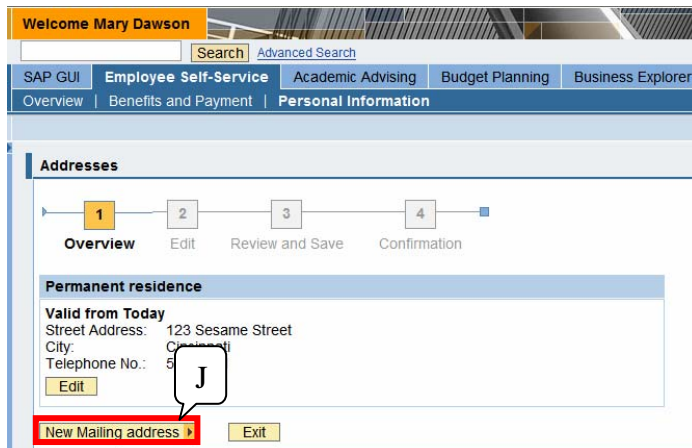 Welcome Mary Dawson
Search Advanced Search
SAP GUI Employee Self-Service Academic Advising Budget Planning Business Explorer
Overview | Benefits and Payment | Personal Information
Addresses
1 2 3 4
Overview Edit Review and Save Confirmation
Permanent residence
Valid from Today
Street Address: 123 Sesame Street
City: Cincinnati
Telephone No.: 5
Edit
J
New Mailing address Exit